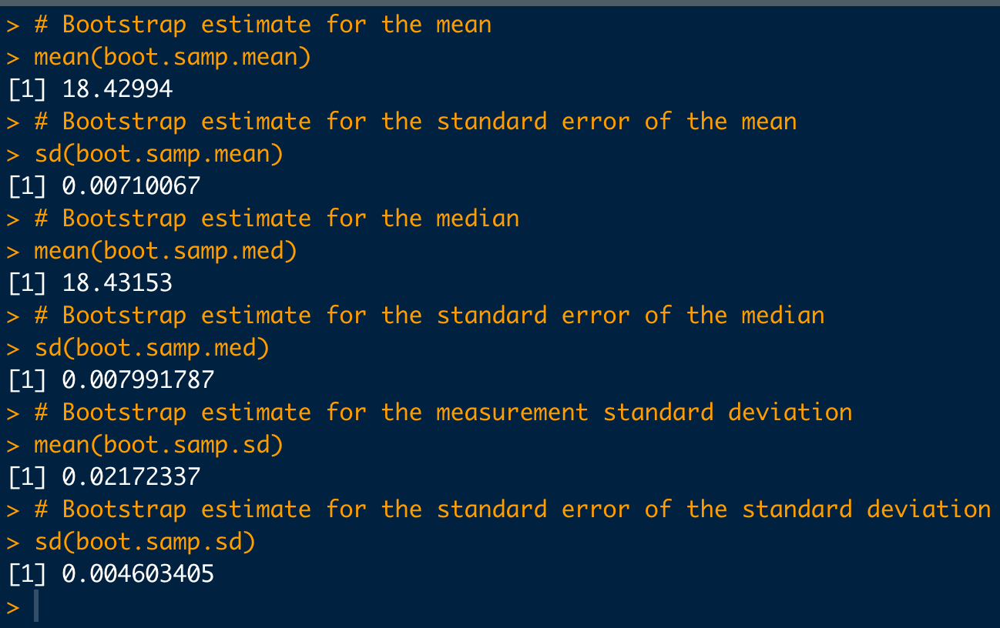 > # Bootstrap estimate for the mean
> mean(boot.samp.mean)
[1] 18.42994
> # Bootstrap estimate for the standard error of the mean
> sd(boot.samp.mean)
[1] 0.00710067
> # Bootstrap estimate for the median
> mean(boot.samp.med)
[1] 18.43153
> # Bootstrap estimate for the standard error of the median
> sd(boot.samp.med)
[1] 0.007991787
> # Bootstrap estimate for the measurement standard deviation
> mean(boot.samp.sd)
[1] 0.02172337
> # Bootstrap estimate for the standard error of the standard deviation
> sd(boot.samp.sd)
[1] 0.004603405
>